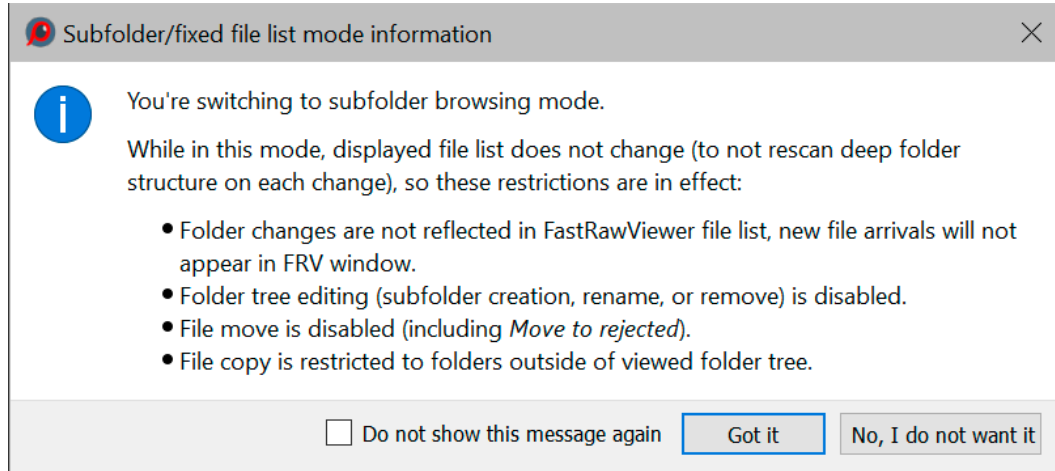 Subfolder/fixed file list mode information
You're switching to subfolder browsing mode.
While in this mode, displayed file list does not change (to not rescan deep folder
structure on each change), so these restrictions are in effect:
● Folder changes are not reflected in FastRawViewer file list, new file arrivals will not
appear in FRV window.
● Folder tree editing (subfolder creation, rename, or remove) is disabled.
● File move is disabled (including Move to rejected).
● File copy is restricted to folders outside of viewed folder tree.
Do not show this message again
Got it
No, I do not want it